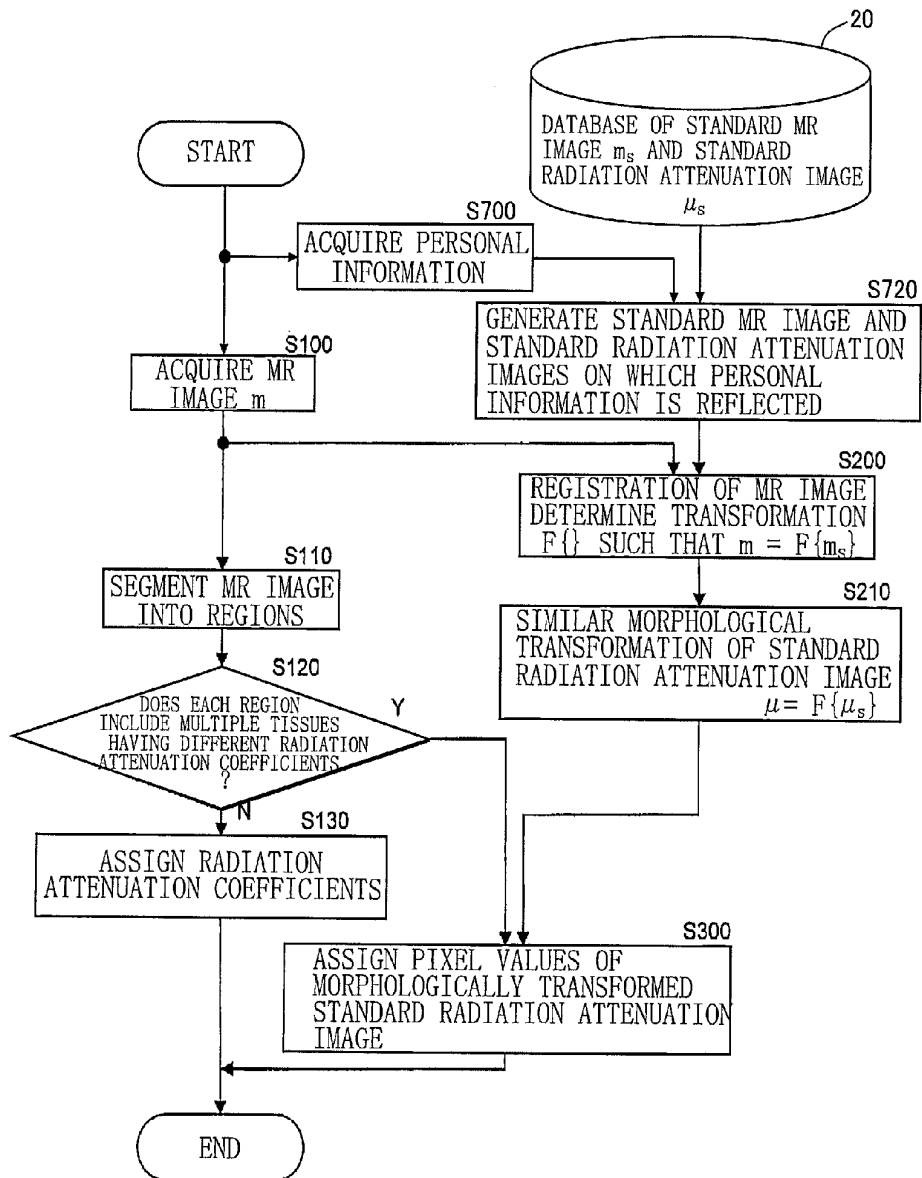 20
DATABASE OF STANDARD MR
IMAGE mₛ AND STANDARD
RADIATION ATTENUATION IMAGE
μₛ
START
S700
ACQUIRE PERSONAL
INFORMATION
S720
GENERATE STANDARD MR IMAGE AND
STANDARD RADIATION ATTENUATION
IMAGES ON WHICH PERSONAL
INFORMATION IS REFLECTED
S100
ACQUIRE MR
IMAGE m
S200
REGISTRATION OF MR IMAGE
DETERMINE TRANSFORMATION
F{} SUCH THAT m = F{mₛ}
S110
SEGMENT MR IMAGE
INTO REGIONS
S210
SIMILAR MORPHOLOGICAL
TRANSFORMATION OF STANDARD
RADIATION ATTENUATION IMAGE
μ= F{μₛ}
S120
DOES EACH REGION
INCLUDE MULTIPLE TISSUES
HAVING DIFFERENT RADIATION
ATTENUATION COEFFICIENTS
?
Y
N
S130
ASSIGN RADIATION
ATTENUATION COEFFICIENTS
S300
ASSIGN PIXEL VALUES OF
MORPHOLOGICALLY TRANSFORMED
STANDARD RADIATION ATTENUATION
IMAGE
END